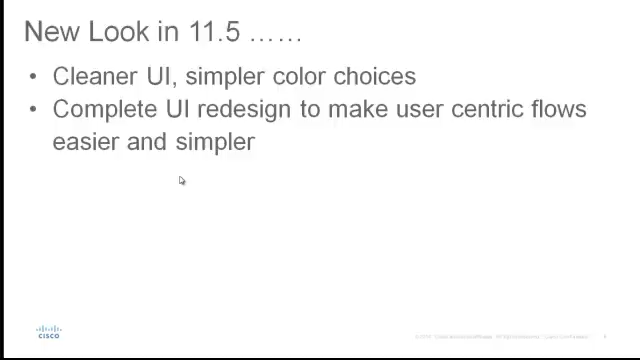 New Look in 11.5 ……
• Cleaner UI, simpler color choices
• Complete UI redesign to make user centric flows
easier and simpler
CISCO